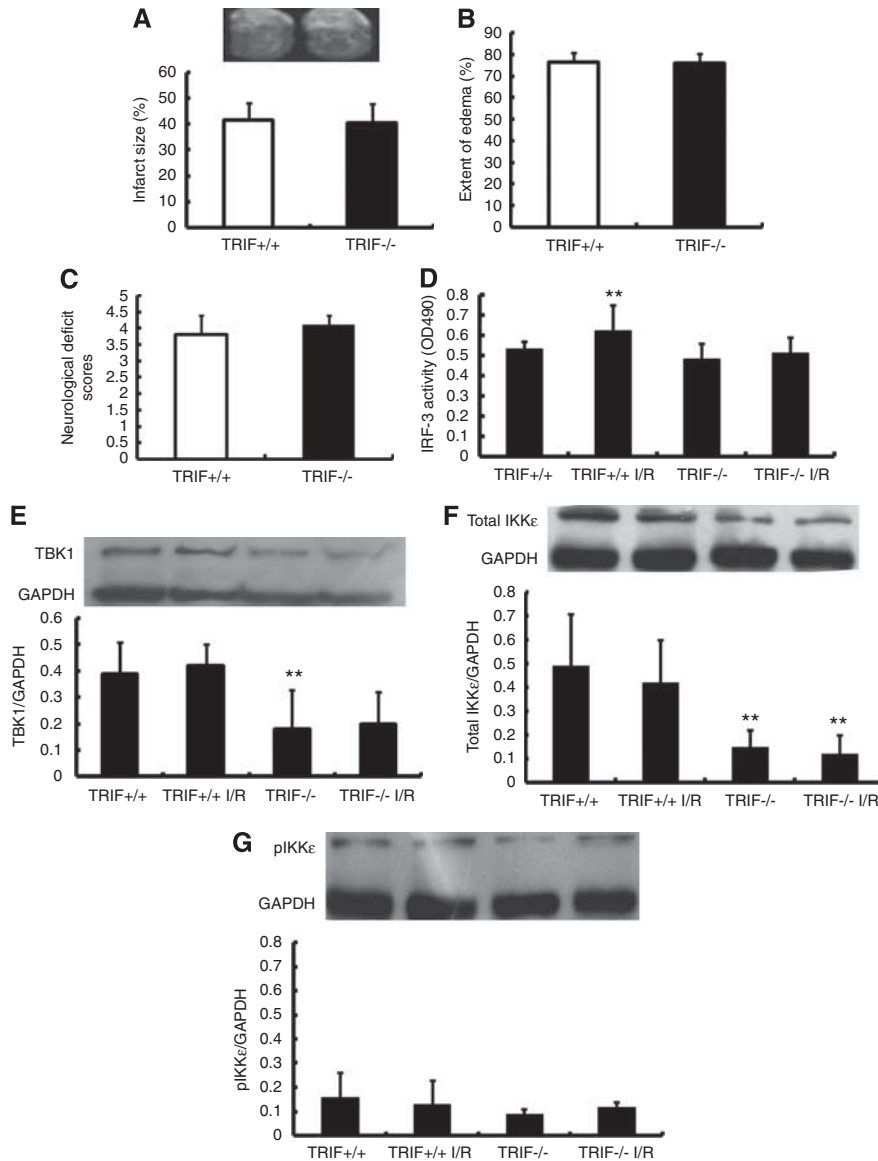 A
Infarct size (%)
60
50
40
30
20
10
0
TRIF+/+ TRIF-/-
B
Extent of edema (%)
90
80
70
60
50
40
30
20
10
0
TRIF+/+ TRIF-/-
C
Neurological deficit
scores
5
4.5
4
3.5
3
2.5
2
1.5
1
0.5
0
TRIF+/+ TRIF-/-
D
IRF-3 activity (OD490)
0.8
0.7
0.6
0.5
0.4
0.3
0.2
0.1
0
**
TRIF+/+ TRIF+/+ I/R TRIF-/- TRIF-/- I/R
E
TBK1
GAPDH
TBK1/GAPDH
0.6
0.5
0.4
0.3
0.2
0.1
0
**
TRIF+/+ TRIF+/+ I/R TRIF-/- TRIF-/- I/R
F
Total IKKε
GAPDH
Total IKKε/GAPDH
0.8
0.7
0.6
0.5
0.4
0.3
0.2
0.1
0
** **
TRIF+/+ TRIF+/+ I/R TRIF-/- TRIF-/- I/R
G
pIKKε
GAPDH
pIKKε/GAPDH
0.8
0.7
0.6
0.5
0.4
0.3
0.2
0.1
0
TRIF+/+ TRIF+/+ I/R TRIF-/- TRIF-/- I/R